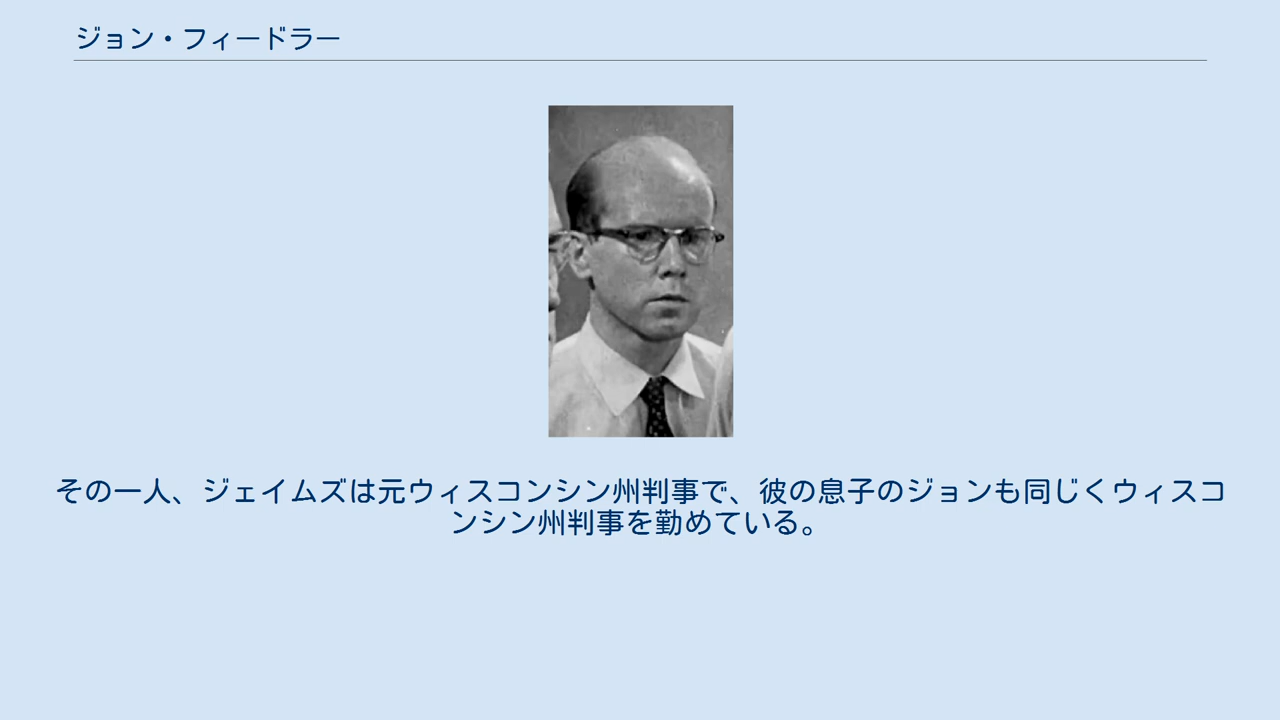 ジョン・フィードラー
その一人、ジェイムズは元ウィスコンシン州判事で、彼の息子のジョンも同じくウィスコ
ンシン州判事を勤めている。